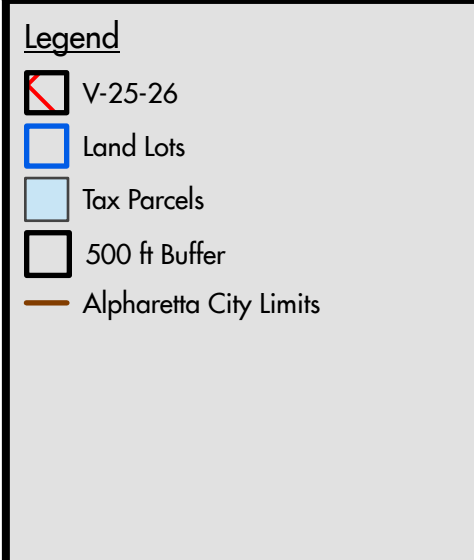 Legend
V-25-26
Land Lots
Tax Parcels
500 ft Buffer
Alpharetta City Limits